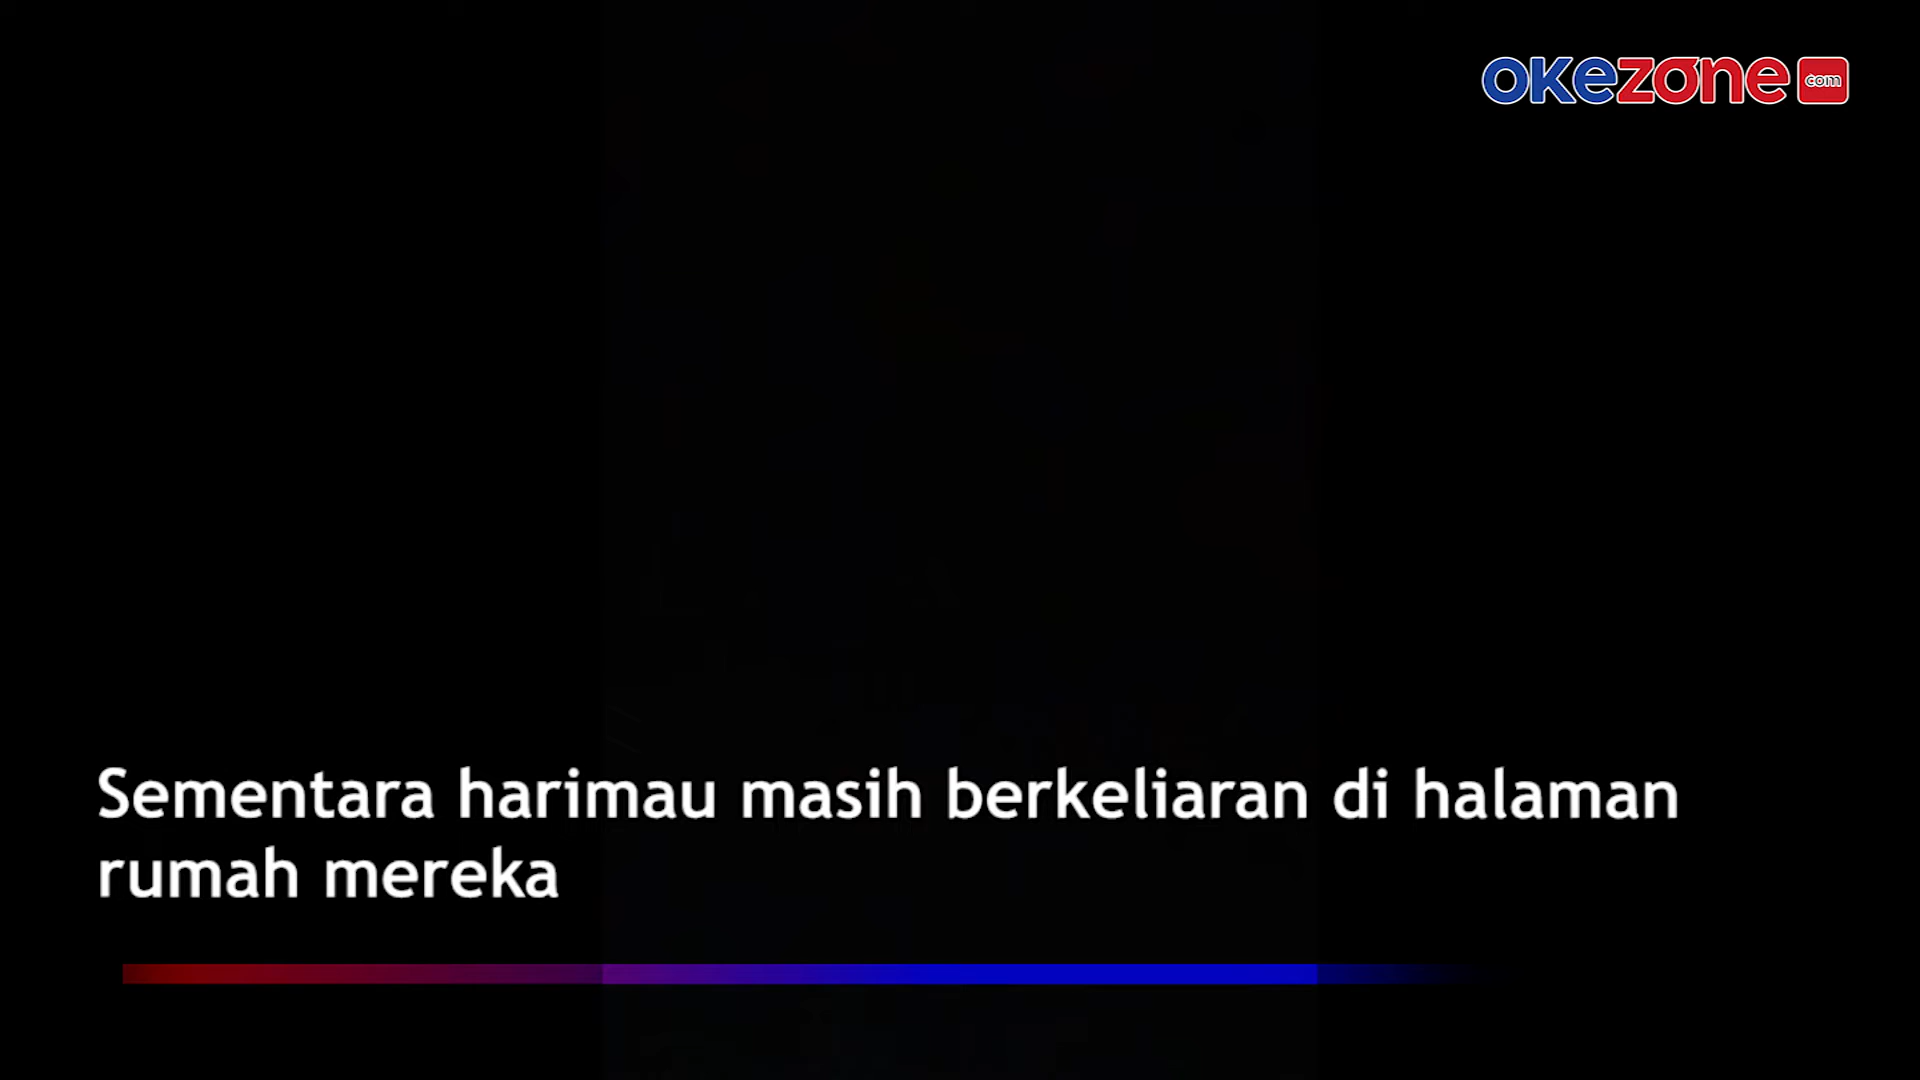 okezone com
Sementara harimau masih berkeliaran di halaman
rumah mereka